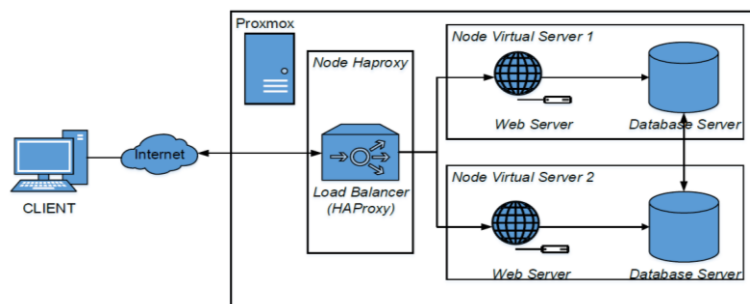 Proxmox
Node Haproxy
Load Balancer
(HAProxy)
Internet
CLIENT
Node Virtual Server 1
Web Server
Database Server
Node Virtual Server 2
Web Server
Database Server